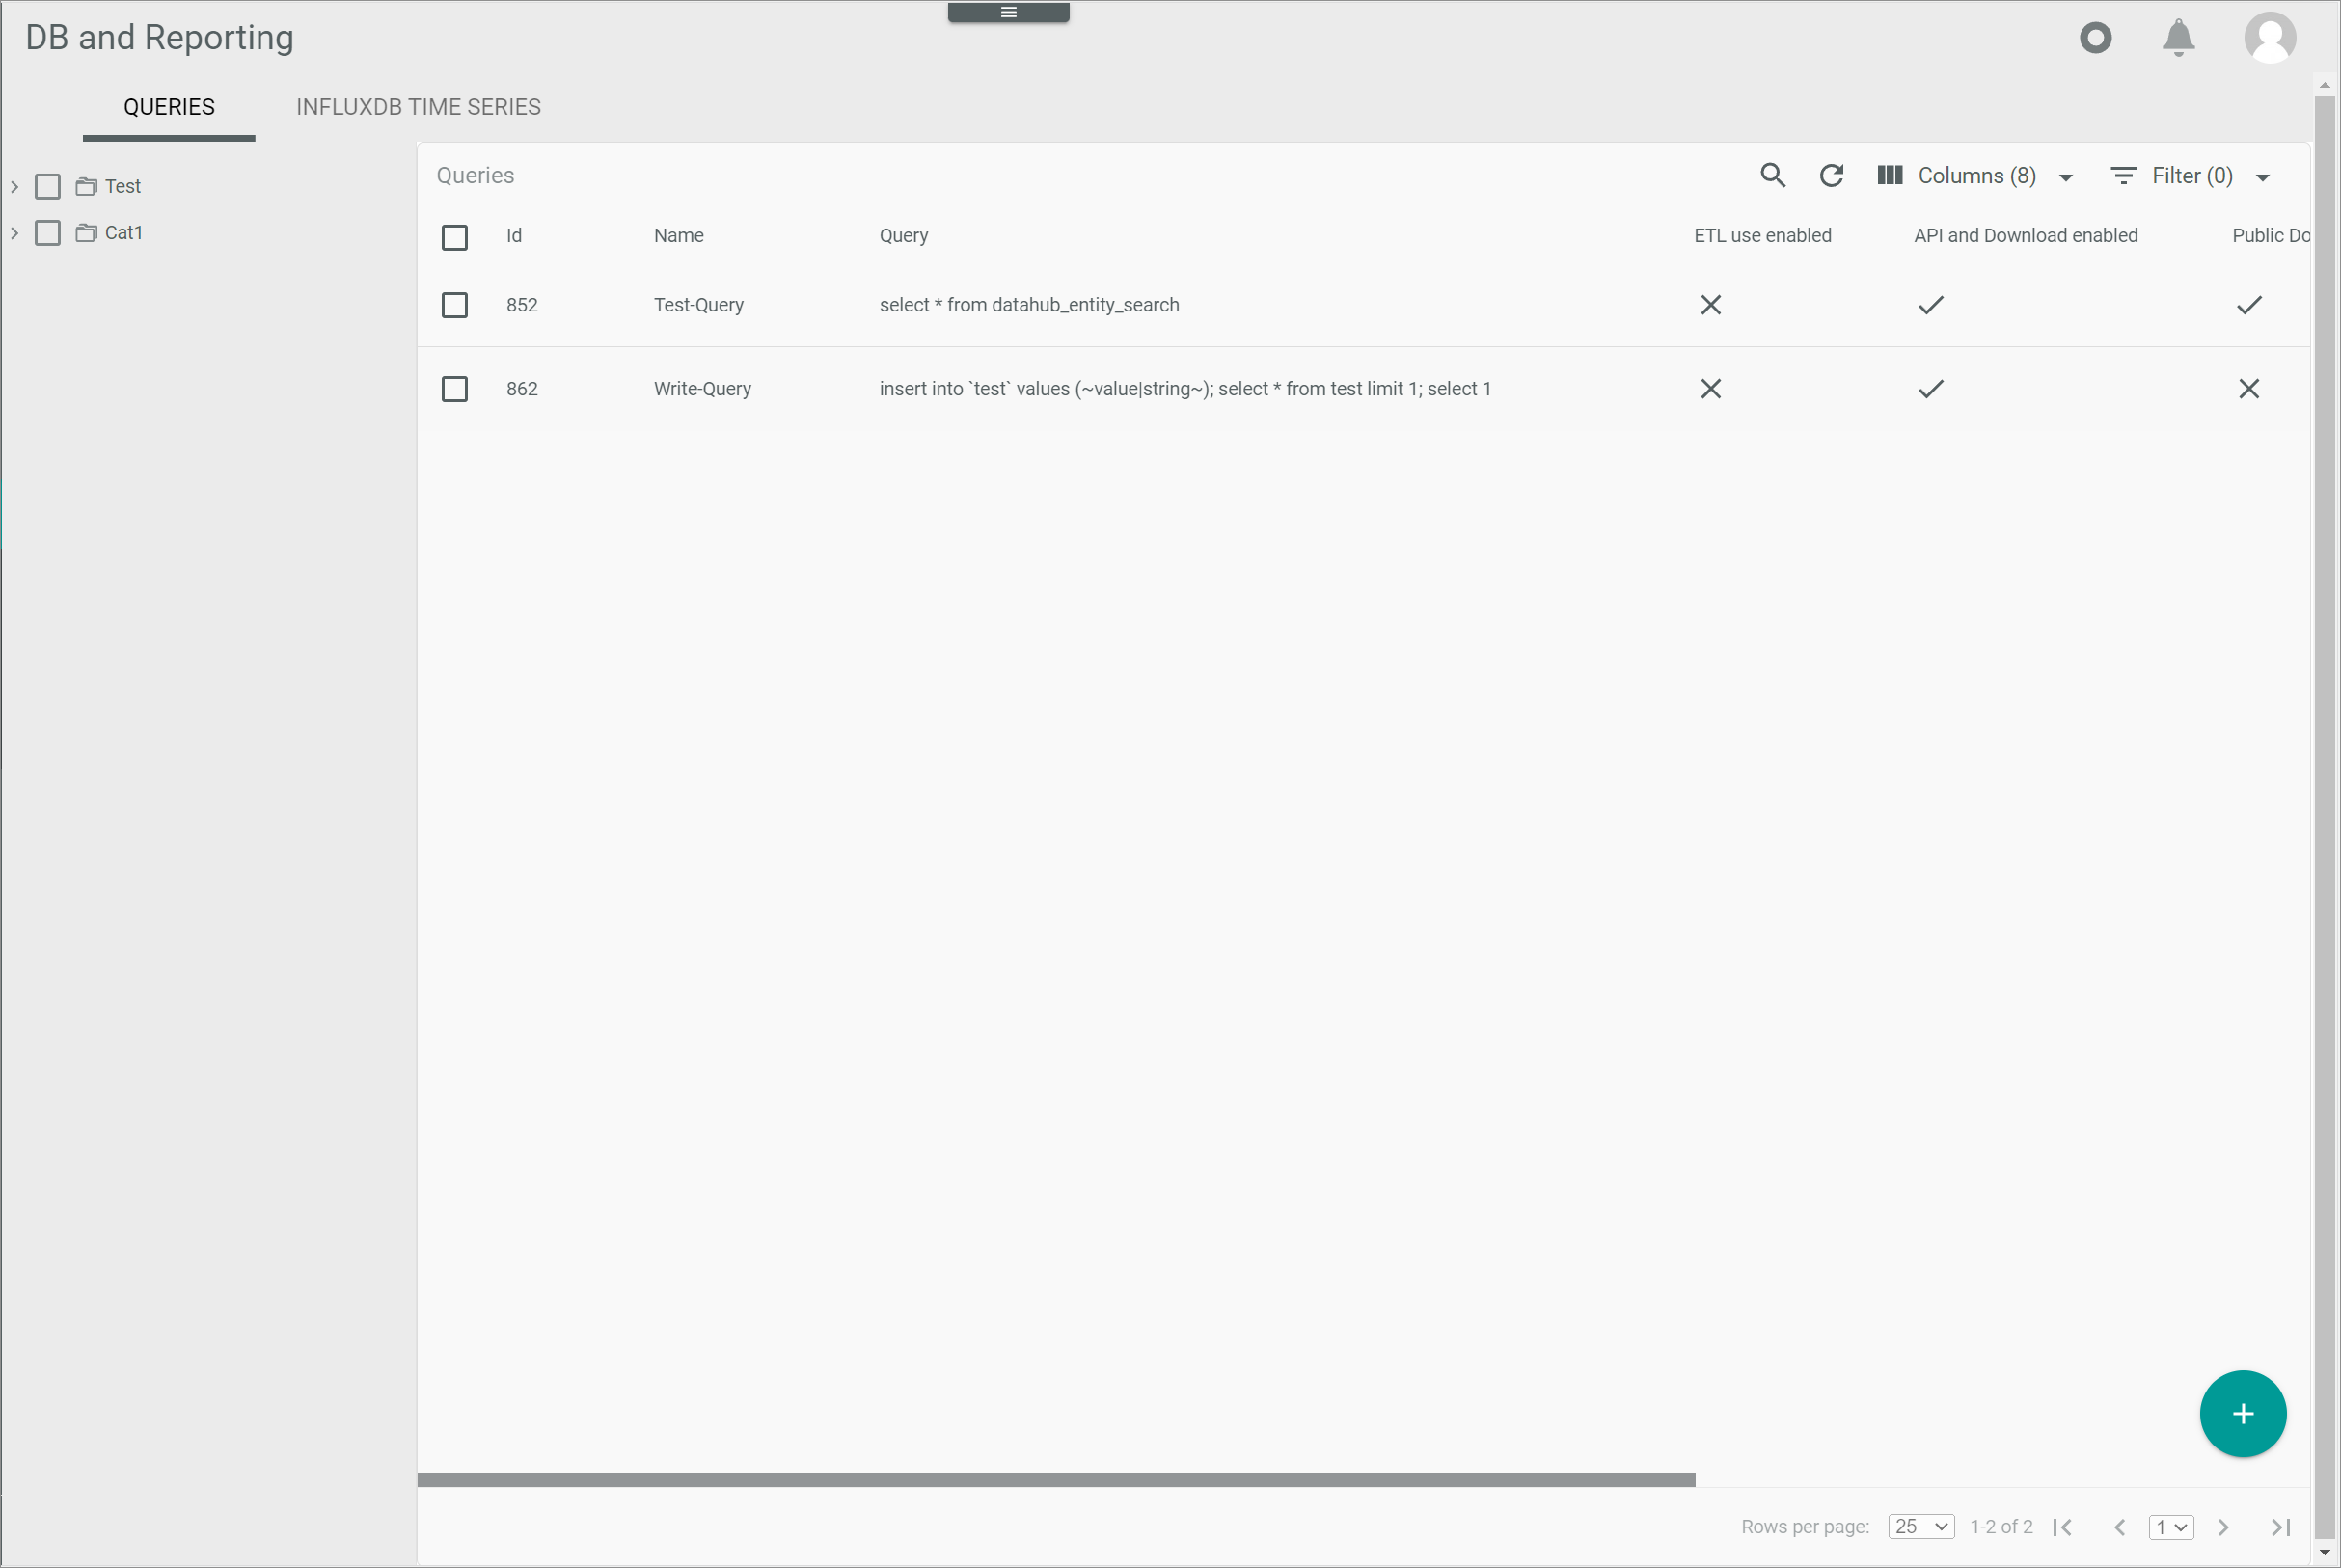 DB and Reporting
QUERIES INFLUXDB TIME SERIES
Test
Cat1
Queries Columns (8) Filter (0)
Id Name Query ETL use enabled API and Download enabled Public Do
852 Test-Query select * from datahub_entity_search
862 Write-Query insert into `test` values (~value|string~); select * from test limit 1; select 1
Rows per page: 25 1-2 of 2 1